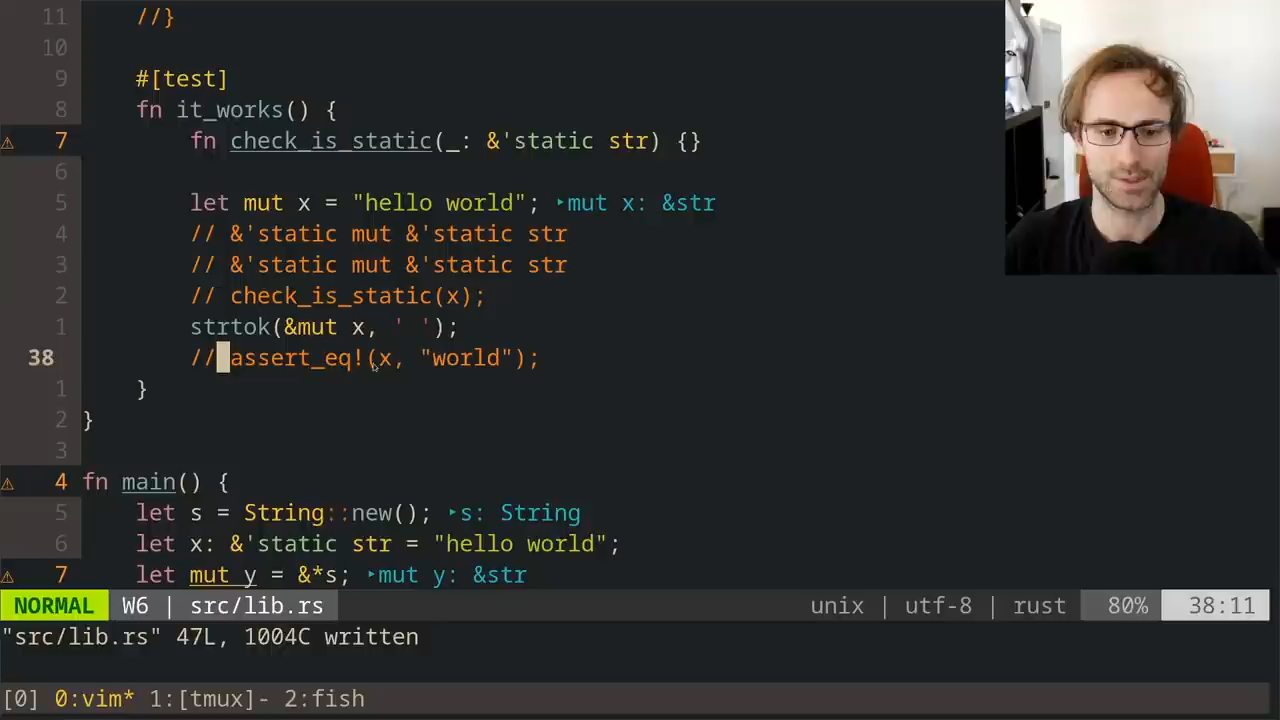 11 //}
10
9 #[test]
8 fn it_works() {
⚠ 7 fn check_is_static(_: &'static str) {}
6
5 let mut x = "hello world"; ‣mut x: &str
4 // &'static mut &'static str
3 // &'static mut &'static str
2 // check_is_static(x);
1 strtok(&mut x, ' ');
38 // assert_eq!(x, "world");
1 }
2 }
3
⚠ 4 fn main() {
5 let s = String::new(); ‣s: String
6 let x: &'static str = "hello world";
⚠ 7 let mut y = &*s; ‣mut y: &str
NORMAL W6 | src/lib.rs unix | utf-8 | rust 80% 38:11
"src/lib.rs" 47L, 1004C written
[0] 0:vim* 1:[tmux]- 2:fish